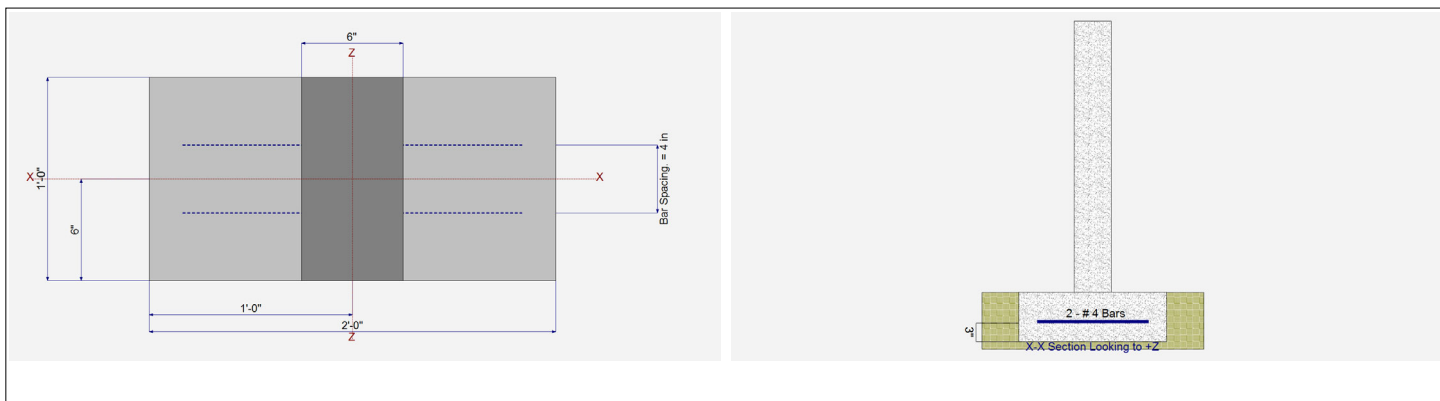 6"
Z
X
X
1'-0"
6"
Bar Spacing. = 4 in
1'-0"
2'-0"
Z
2 - # 4 Bars
3"
X-X Section Looking to +Z